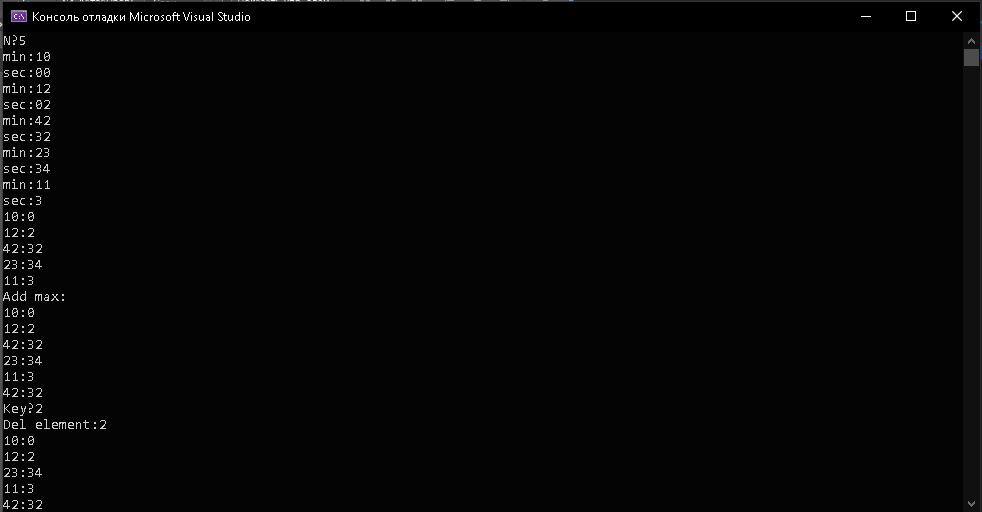 Консоль отладки Microsoft Visual Studio
N?5
min:10
sec:00
min:12
sec:02
min:42
sec:32
min:23
sec:34
min:11
sec:3
10:0
12:2
42:32
23:34
11:3
Add max:
10:0
12:2
42:32
23:34
11:3
42:32
Key?2
Del element:2
10:0
12:2
23:34
11:3
42:32